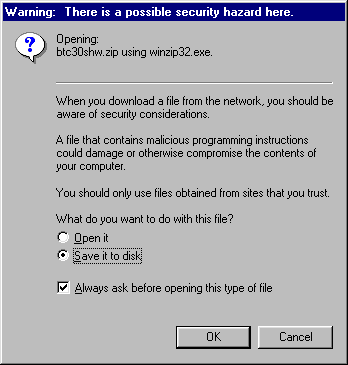 Warning: There is a possible security hazard here.
Opening:
btc30shw.zip using winzip32.exe.
When you download a file from the network, you should be
aware of security considerations.
A file that contains malicious programming instructions
could damage or otherwise compromise the contents of
your computer.
You should only use files obtained from sites that you trust.
What do you want to do with this file?
Open it
Save it to disk
Always ask before opening this type of file
OK
Cancel